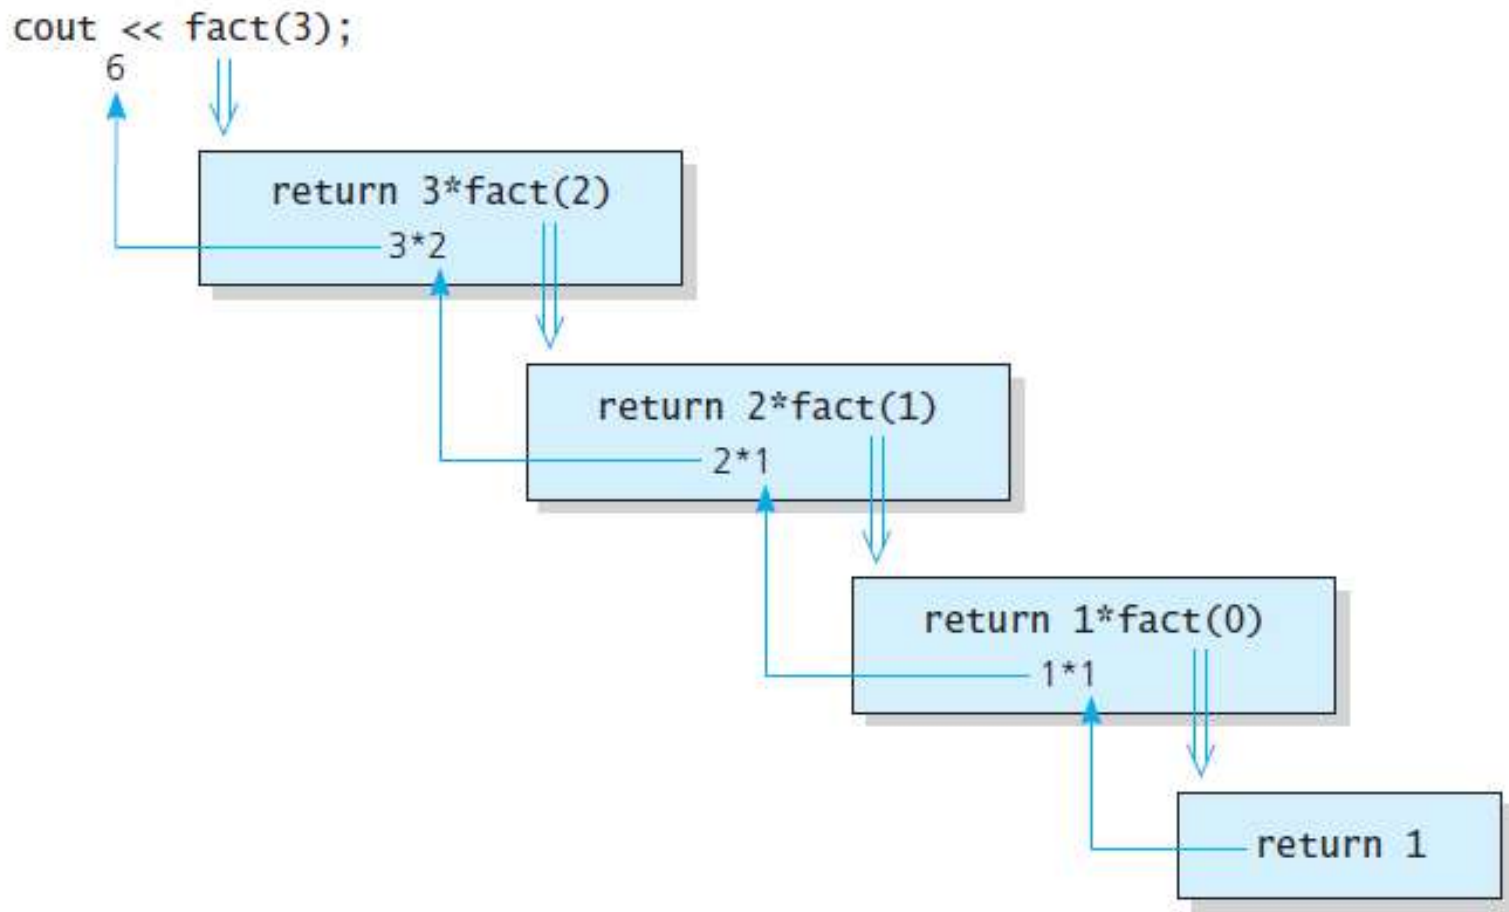 cout << fact(3);
6
return 3*fact(2)
3*2
return 2*fact(1)
2*1
return 1*fact(0)
1*1
return 1